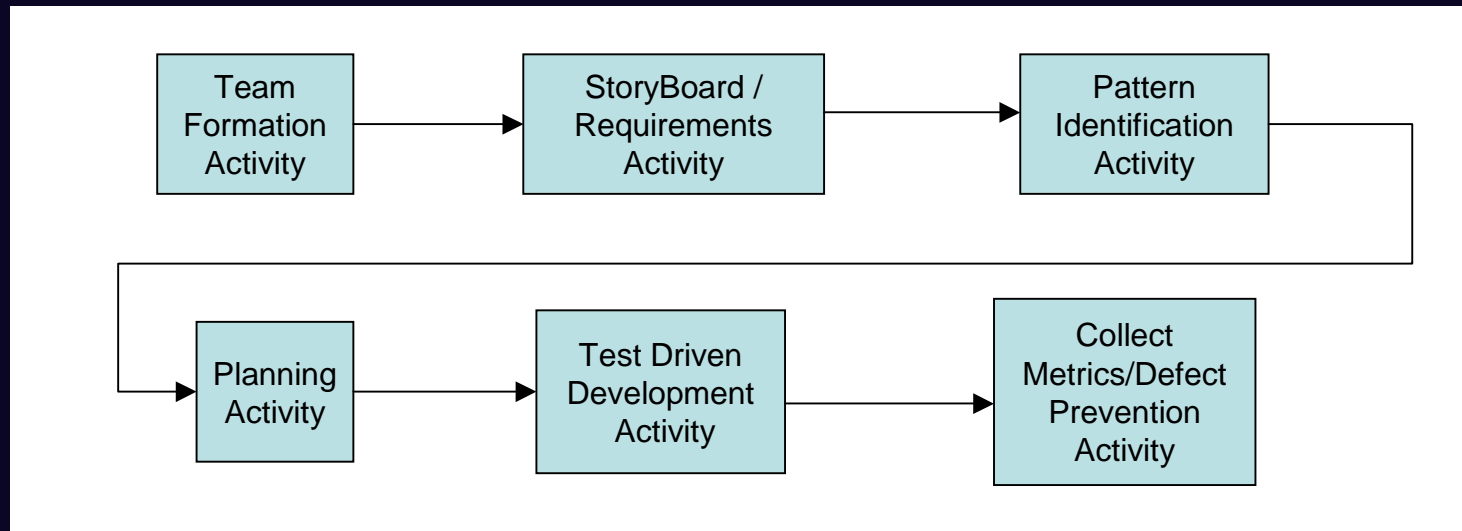 Team
Formation
Activity
StoryBoard /
Requirements
Activity
Pattern
Identification
Activity
Planning
Activity
Test Driven
Development
Activity
Collect
Metrics/Defect
Prevention
Activity